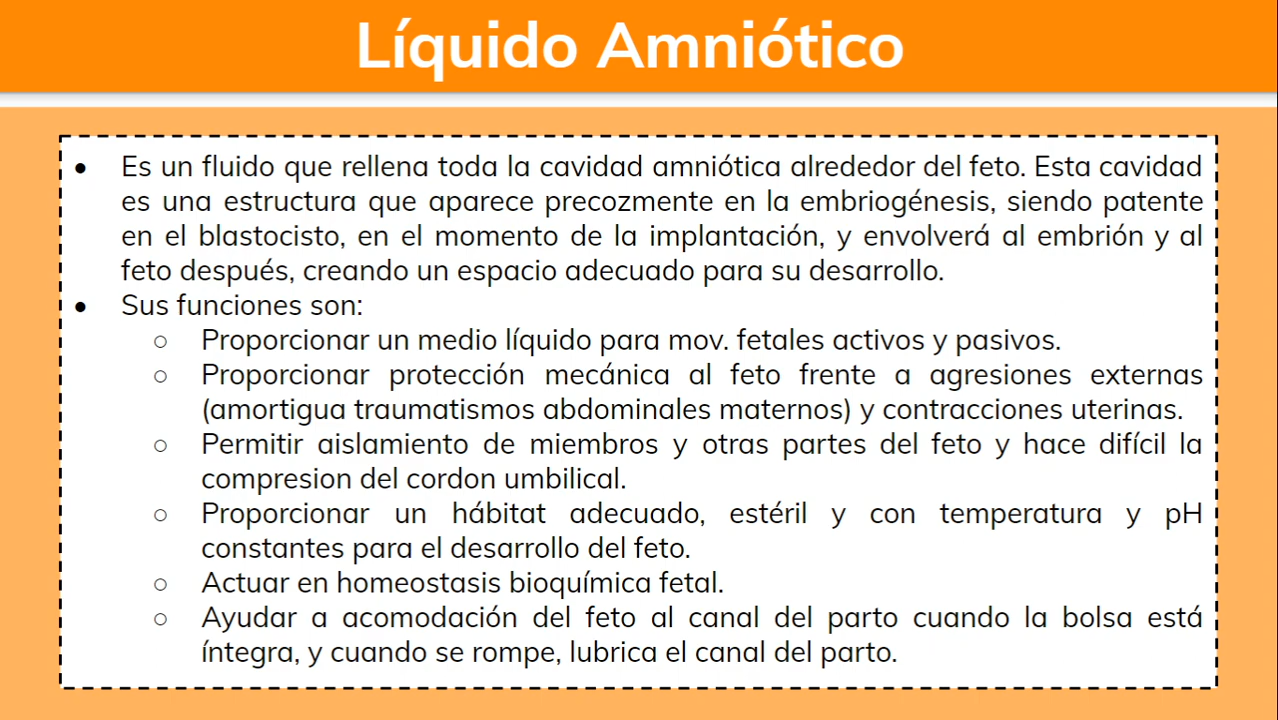 Líquido Amniótico
● Es un fluido que rellena toda la cavidad amniótica alrededor del feto. Esta cavidad
es una estructura que aparece precozmente en la embriogénesis, siendo patente
en el blastocisto, en el momento de la implantación, y envolverá al embrión y al
feto después, creando un espacio adecuado para su desarrollo.
● Sus funciones son:
○ Proporcionar un medio líquido para mov. fetales activos y pasivos.
○ Proporcionar protección mecánica al feto frente a agresiones externas
(amortigua traumatismos abdominales maternos) y contracciones uterinas.
○ Permitir aislamiento de miembros y otras partes del feto y hace difícil la
compresion del cordon umbilical.
○ Proporcionar un hábitat adecuado, estéril y con temperatura y pH
constantes para el desarrollo del feto.
○ Actuar en homeostasis bioquímica fetal.
○ Ayudar a acomodación del feto al canal del parto cuando la bolsa está
íntegra, y cuando se rompe, lubrica el canal del parto.